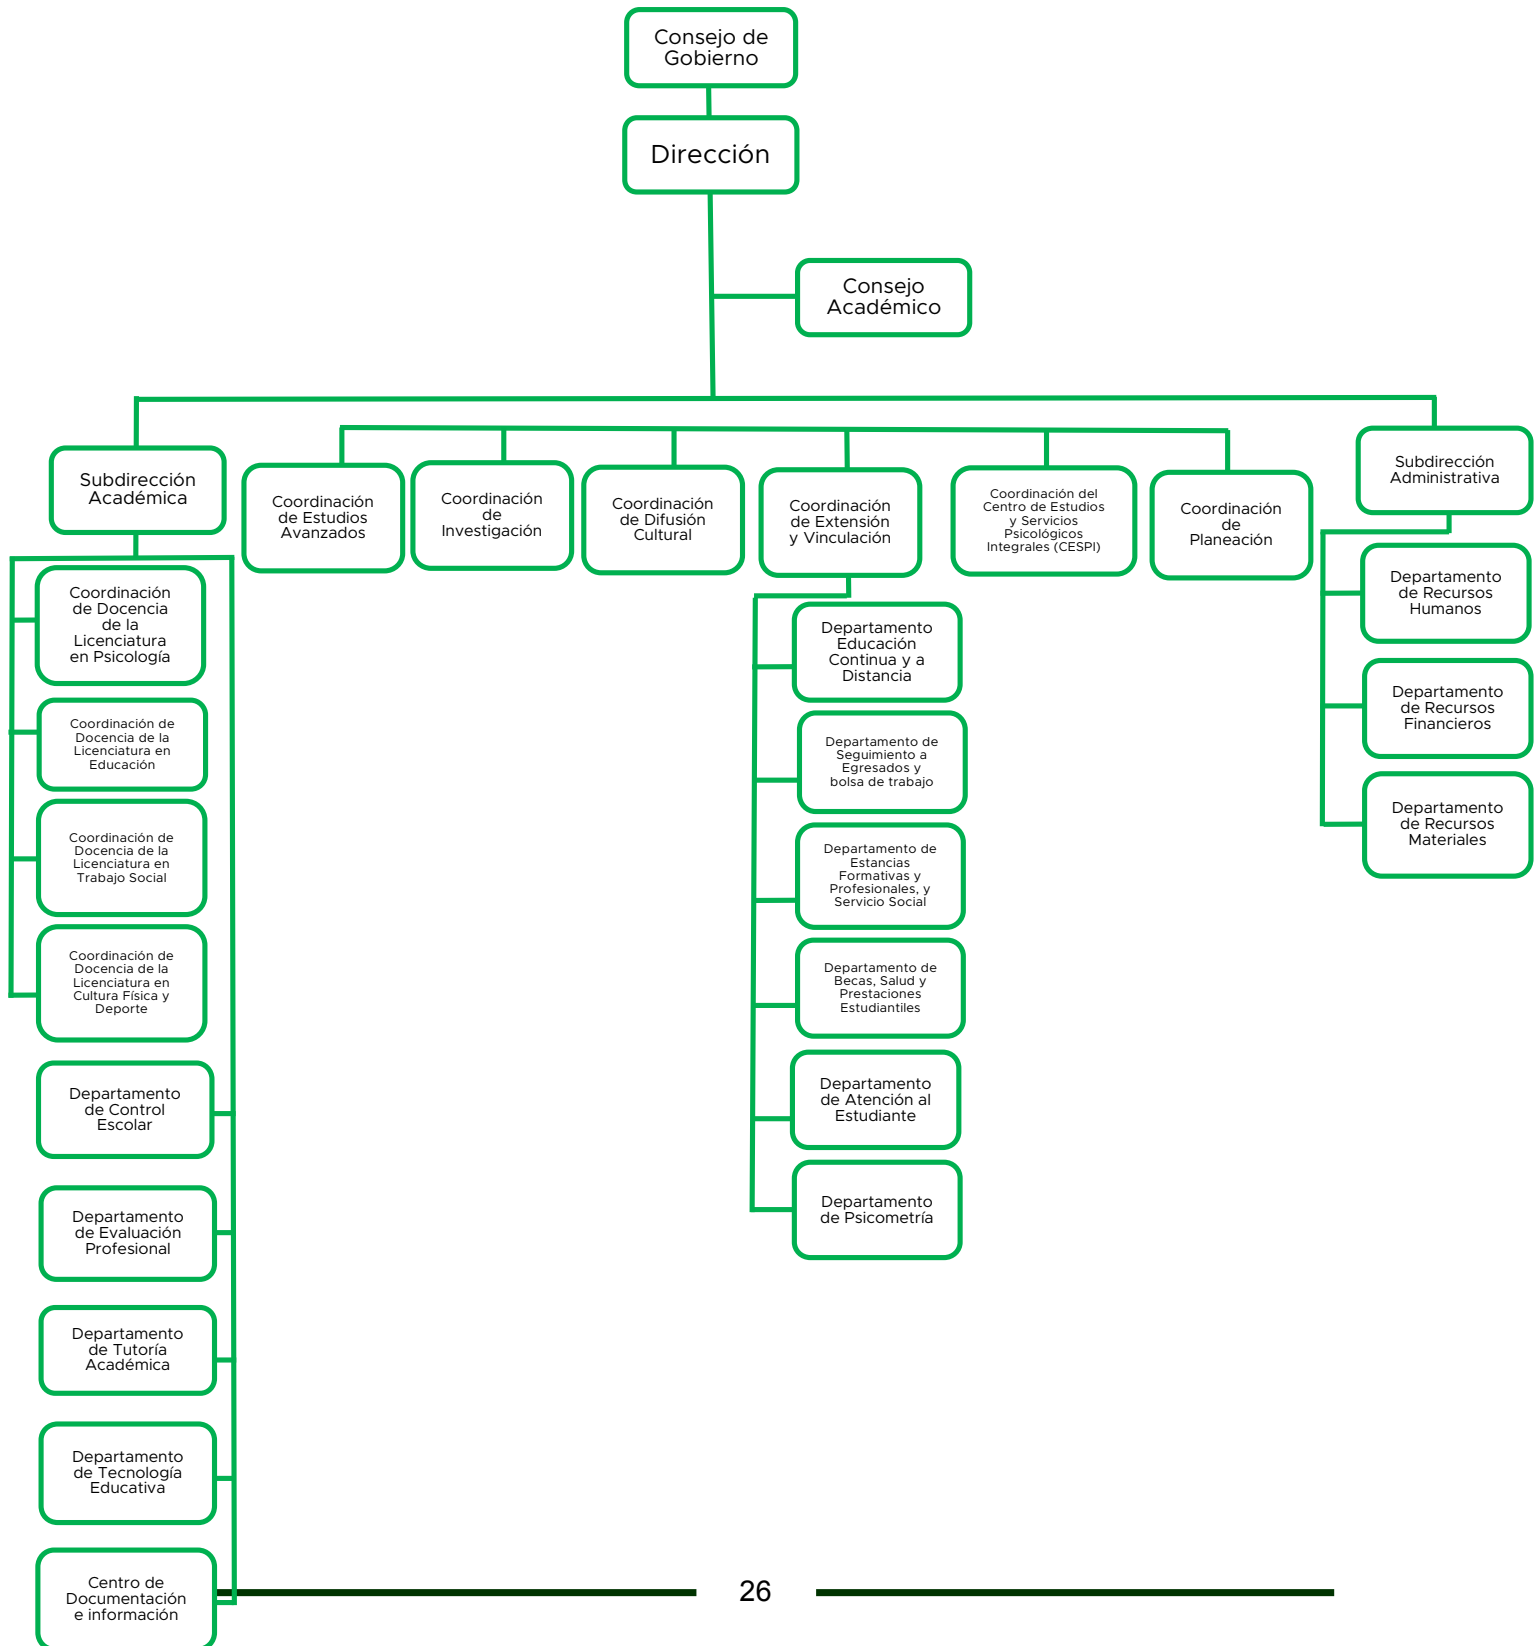 Consejo de
Gobierno
Dirección
Consejo
Académico
Subdirección
Académica
Coordinación
de Estudios
Avanzados
Coordinación
de
Investigación
Coordinación
de Difusión
Cultural
Coordinación
de Extensión
y Vinculación
Coordinación del
Centro de Estudios
y Servicios
Psicológicos
Integrales (CESPI)
Coordinación
de
Planeación
Subdirección
Administrativa
Coordinación
de Docencia
de la
Licenciatura
en Psicología
Coordinación de
Docencia de la
Licenciatura en
Educación
Coordinación de
Docencia de la
Licenciatura en
Trabajo Social
Coordinación de
Docencia de la
Licenciatura en
Cultura Física y
Deporte
Departamento
de Control
Escolar
Departamento
de Evaluación
Profesional
Departamento
de Tutoría
Académica
Departamento
de Tecnología
Educativa
Centro de
Documentación
e información
Departamento
Educación
Continua y a
Distancia
Departamento de
Seguimiento a
Egresados y
bolsa de trabajo
Departamento de
Estancias
Formativas y
Profesionales, y
Servicio Social
Departamento de
Becas, Salud y
Prestaciones
Estudiantiles
Departamento
de Atención al
Estudiante
Departamento
de Psicometría
Departamento
de Recursos
Humanos
Departamento
de Recursos
Financieros
Departamento
de Recursos
Materiales
26